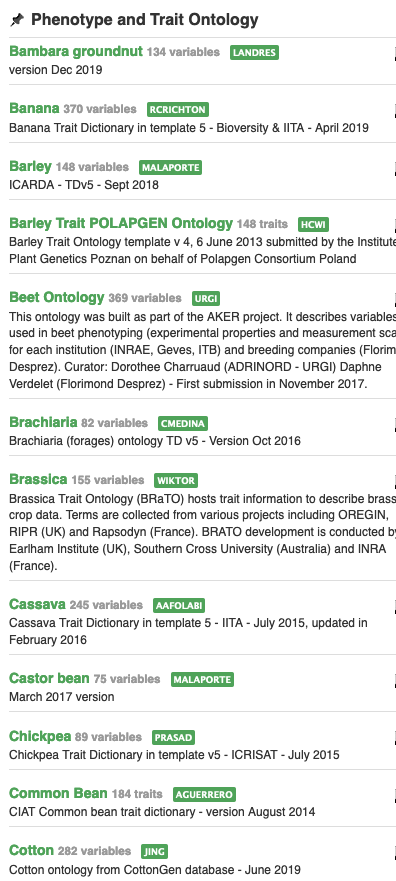 Phenotype and Trait Ontology
Bambara groundnut 134 variables LANDRES
version Dec 2019
Banana 370 variables RCRICHTON
Banana Trait Dictionary in template 5 - Bioversity & IITA - April 2019
Barley 148 variables MALAPORTE
ICARDA - TDv5 - Sept 2018
Barley Trait POLAPGEN Ontology 148 traits HCWI
Barley Trait Ontology template v 4, 6 June 2013 submitted by the Institute
Plant Genetics Poznan on behalf of Polapgen Consortium Poland
Beet Ontology 369 variables URGI
This ontology was built as part of the AKER project. It describes variables
used in beet phenotyping (experimental properties and measurement sca
for each institution (INRAE, Geves, ITB) and breeding companies (Florim
Desprez). Curator: Dorothee Charruaud (ADRINORD - URGI) Daphne
Verdelet (Florimond Desprez) - First submission in November 2017.
Brachiaria 82 variables CMEDINA
Brachiaria (forages) ontology TD v5 - Version Oct 2016
Brassica 155 variables WIKTOR
Brassica Trait Ontology (BRaTO) hosts trait information to describe brass
crop data. Terms are collected from various projects including OREGIN,
RIPR (UK) and Rapsodyn (France). BRATO development is conducted by
Earlham Institute (UK), Southern Cross University (Australia) and INRA
(France).
Cassava 245 variables AAFOLABI
Cassava Trait Dictionary in template 5 - IITA - July 2015, updated in
February 2016
Castor bean 75 variables MALAPORTE
March 2017 version
Chickpea 89 variables PRASAD
Chickpea Trait Dictionary in template v5 - ICRISAT - July 2015
Common Bean 184 traits AGUERRERO
CIAT Common bean trait dictionary - version August 2014
Cotton 282 variables JING
Cotton ontology from CottonGen database - June 2019